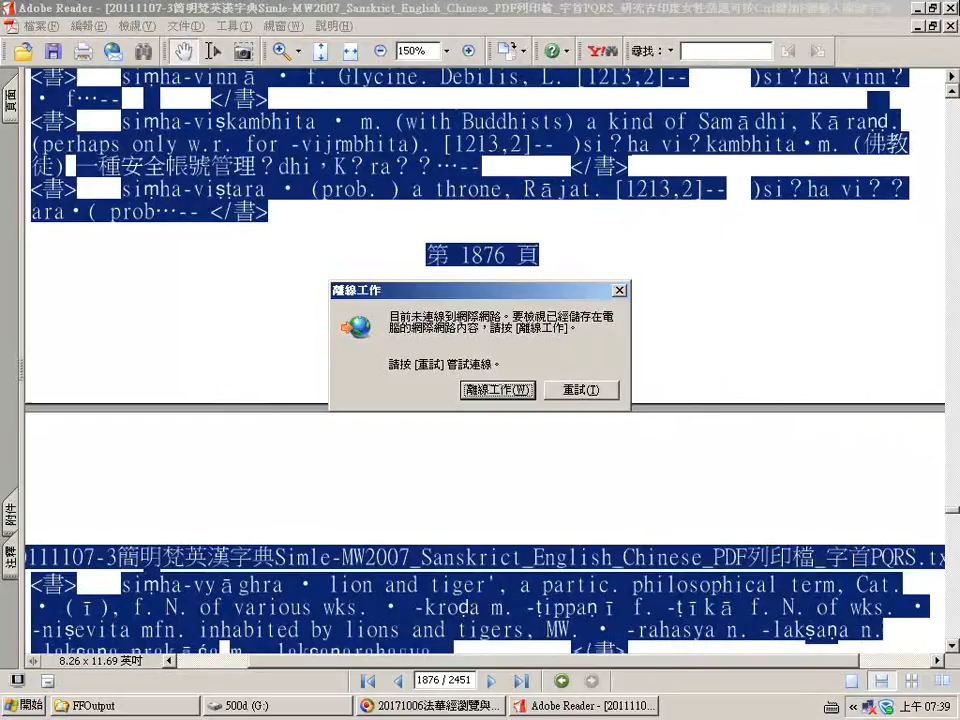 Adobe Reader - [20111107-3簡明梵英漢字典Simle-MW2007_Sanskrict_English_Chinese_PDF列印檔_字首PQRS_
檔案(F) 編輯(E) 檢視(V) 文件(D) 工具(T) 視窗(W) 說明(H)
150% 尋找：
頁面
<書> siṃha-vinnā ‧ f. Glycine. Debilis, L. [1213,2]-- )si？ha vinn？
‧ f…-- </書>
<書> siṃha-viṣkambhita ‧ m. (with Buddhists) a kind of Samādhi, Kāraṇḍ.
(perhaps only w.r. for -vijṛmbhita). [1213,2]-- )si？ha vi？kambhita‧m. (佛教
徒) 一種安全帳號管理？dhi，K？ra？？…-- </書>
<書> siṃha-viṣṭara ‧ (prob. ) a throne, Rājat. [1213,2]-- )si？ha vi？？
ara‧( prob…-- </書>
第 1876 頁
離線工作
目前未連線到網際網路。要檢視已經儲存在電
腦的網際網路內容，請按 [離線工作]。
請按 [重試] 嘗試連線。
離線工作(W) 重試(T)
附件
注釋
111107-3簡明梵英漢字典Simle-MW2007_Sanskrict_English_Chinese_PDF列印檔_字首PQRS.tx
<書> siṃha-vyāghra ‧ lion and tiger', a partic. philosophical term, Cat.
‧ (ī), f. N. of various wks. ‧ -kroḍa m. -ṭippaṇī f. -ṭīkā f. N. of wks. ‧
-niṣevita mfn. inhabited by lions and tigers, MW. ‧ -rahasya n. -lakṣaṇa n.
8.26 x 11.69 英吋
1876 / 2451
開始 FFOutput 500d (G:) 20171006法華經瀏覽與... Adobe Reader - [2011110... 上午 07:39